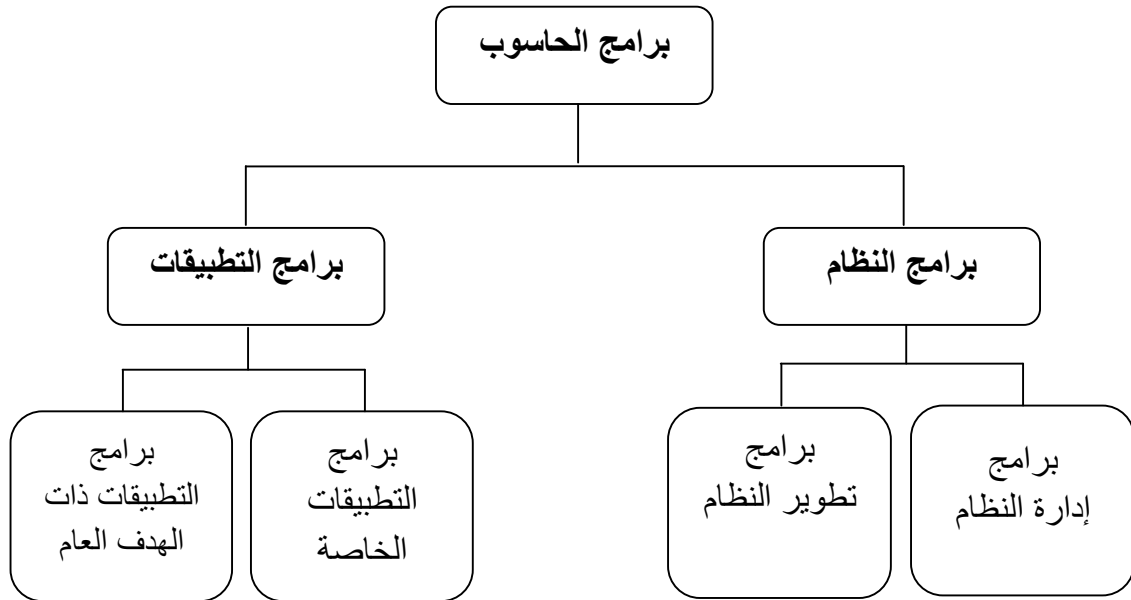 برامج الحاسوب
برامج النظام
برامج التطبيقات
برامج
إدارة النظام
برامج
تطوير النظام
برامج
التطبيقات
الخاصة
برامج
التطبيقات ذات
الهدف العام